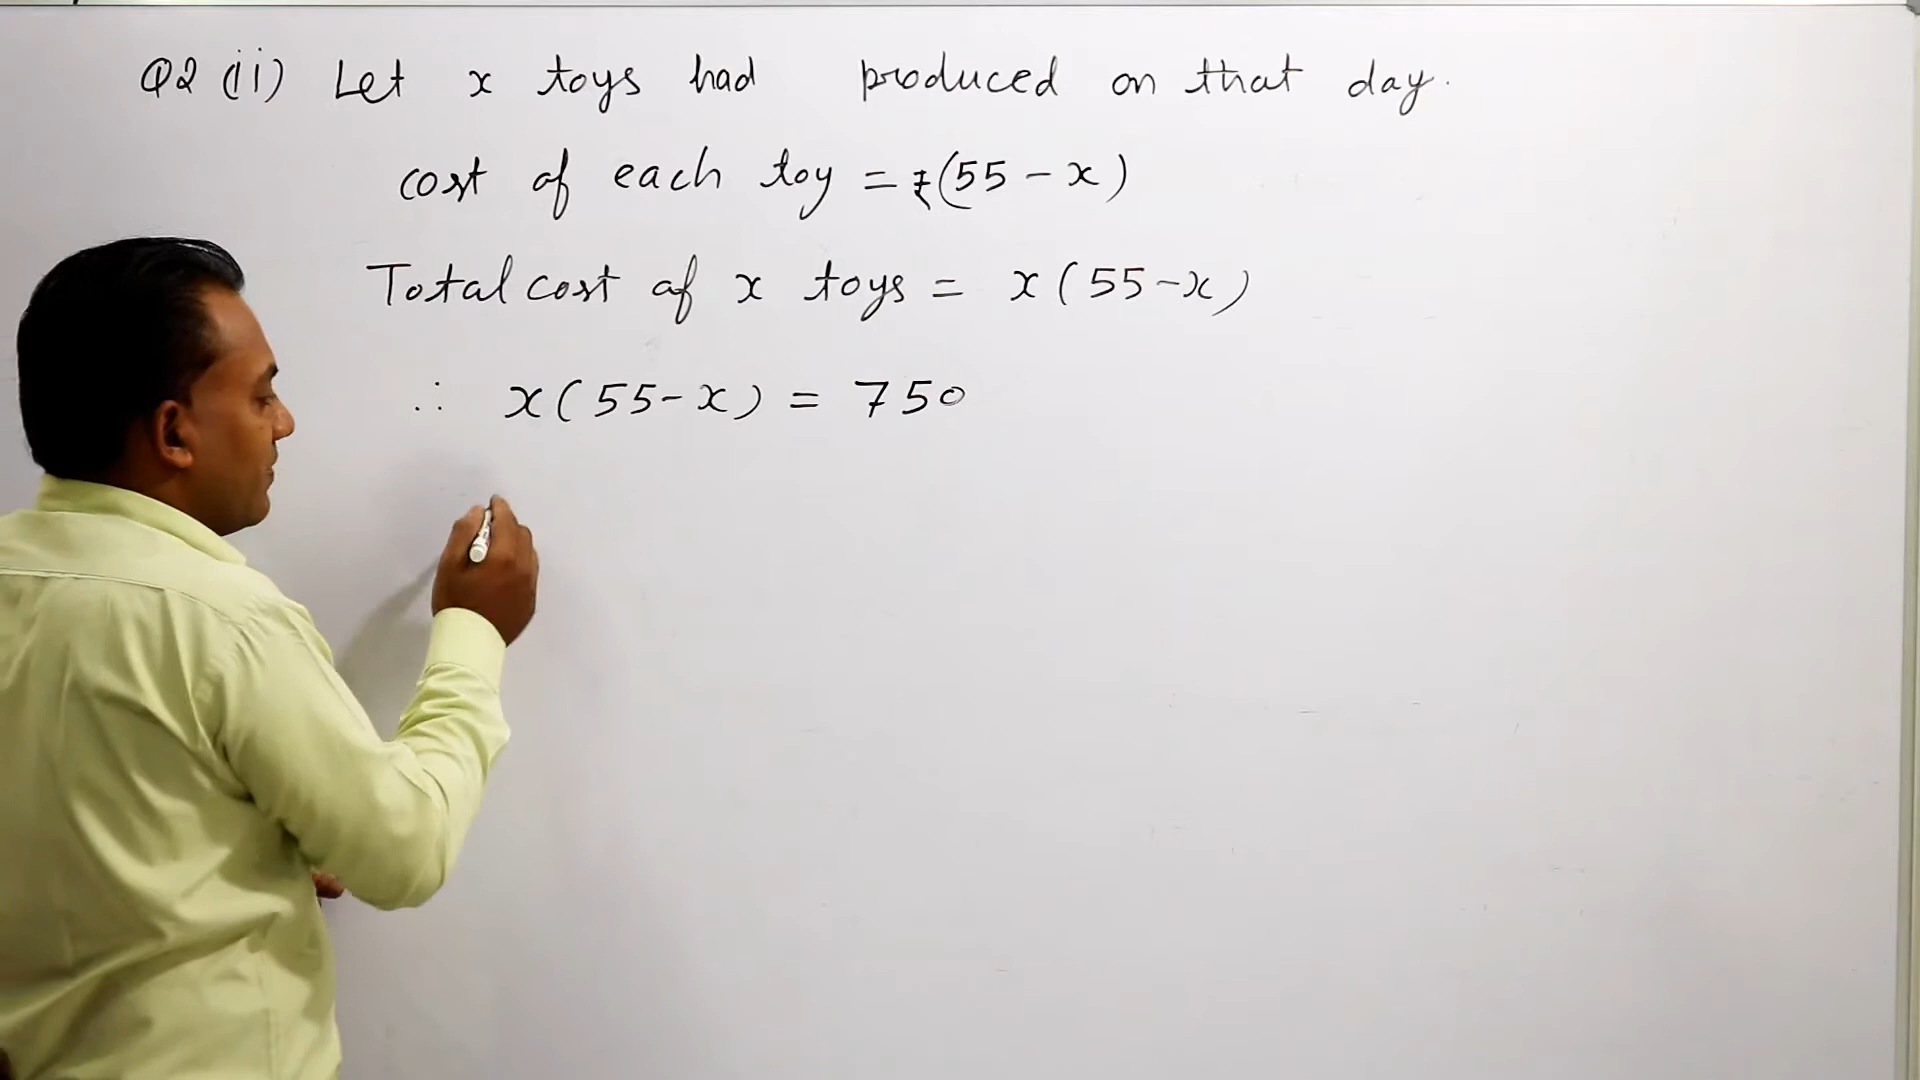 Q2 (ii) Let x toys had produced on that day.
cost of each toy = ₹(55 - x)
Total cost of x toys = x(55-x)
∴ x(55-x) = 750